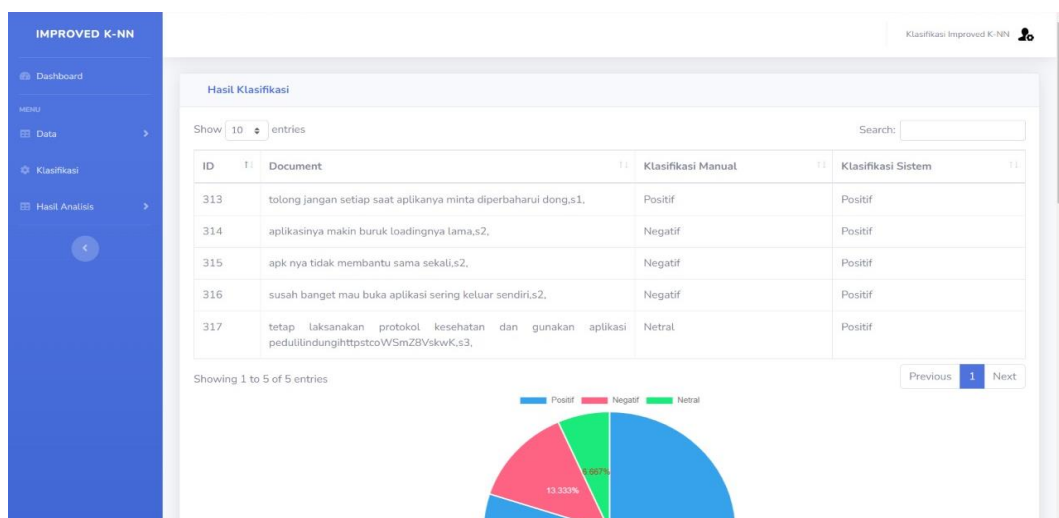 IMPROVED K-NN
Klasifikasi Improved K-NN
Dashboard
MENU
Data
Klasifikasi
Hasil Analisis
Hasil Klasifikasi
Show 10 entries
Search:
ID Document Klasifikasi Manual Klasifikasi Sistem
313 tolong jangan setiap saat aplikanya minta diperbaharui dong,s1, Positif Positif
314 aplikasinya makin buruk loadingnya lama,s2, Negatif Positif
315 apk nya tidak membantu sama sekali,s2, Negatif Positif
316 susah banget mau buka aplikasi sering keluar sendiri,s2, Negatif Positif
317 tetap laksanakan protokol kesehatan dan gunakan aplikasi Netral Positif
pedulilindungihttpstcoWSmZ8VskwK,s3,
Showing 1 to 5 of 5 entries
Previous 1 Next
Positif Negatif Netral
6.667%
13.333%